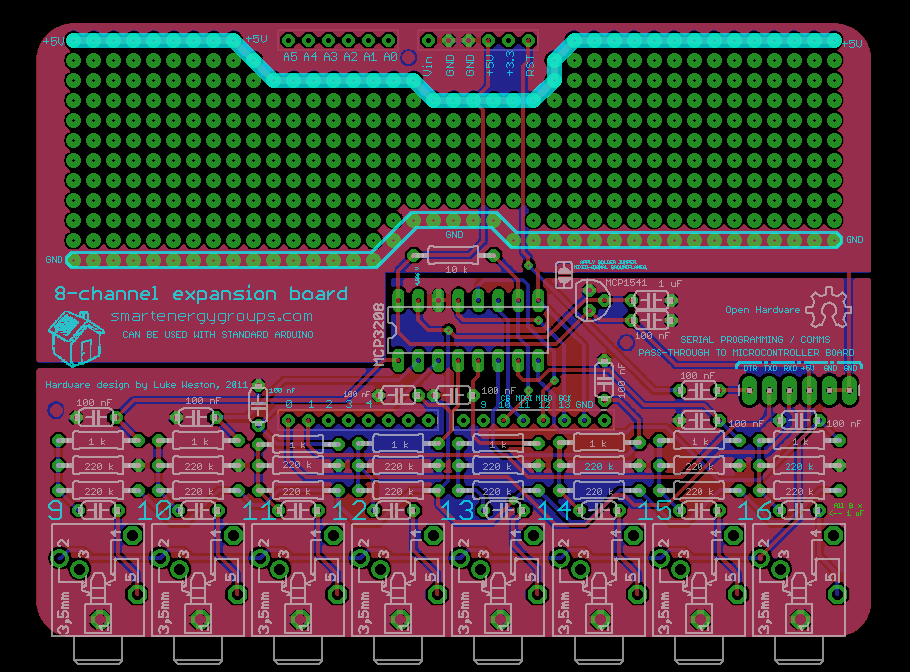 +5V
+5V
+5V
A5 A4 A3 A2 A1 A0
Vin GND GND +5V +3.3 RST
GND
GND
GND
10 k
APPLY SOLDER JUMPER
MCP1541
1 uF
8-channel expansion board
smartenergygroups.com
CAN BE USED WITH STANDARD ARDUINO
MCP3208
100 nF
Open Hardware
SERIAL PROGRAMMING / COMMS
PASS-THROUGH TO MICROCONTROLLER BOARD
DTR TXD RXD +5V GND GND
Hardware design by Luke Weston, 2011
100 nF
100 nF
100 nF
100 nF
100 nF
100 nF
100 nF
100 nF
100 nF
CS MOSI MISO SCK
0 1 2 3 4
9 10 11 12 13 GND
1 k 1 k 1 k 1 k 1 k 1 k 1 k 1 k
220 k 220 k 220 k 220 k 220 k 220 k 220 k 220 k
220 k 220 k 220 k 220 k 220 k 220 k 220 k 220 k
9 10 11 12 13 14 15 16
All 8 x
<-- 1 uF
2 3 4 5 2 3 4 5 2 3 4 5 2 3 4 5 2 3 4 5 2 3 4 5 2 3 4 5 2 3 4 5
3,5mm 3,5mm 3,5mm 3,5mm 3,5mm 3,5mm 3,5mm 3,5mm